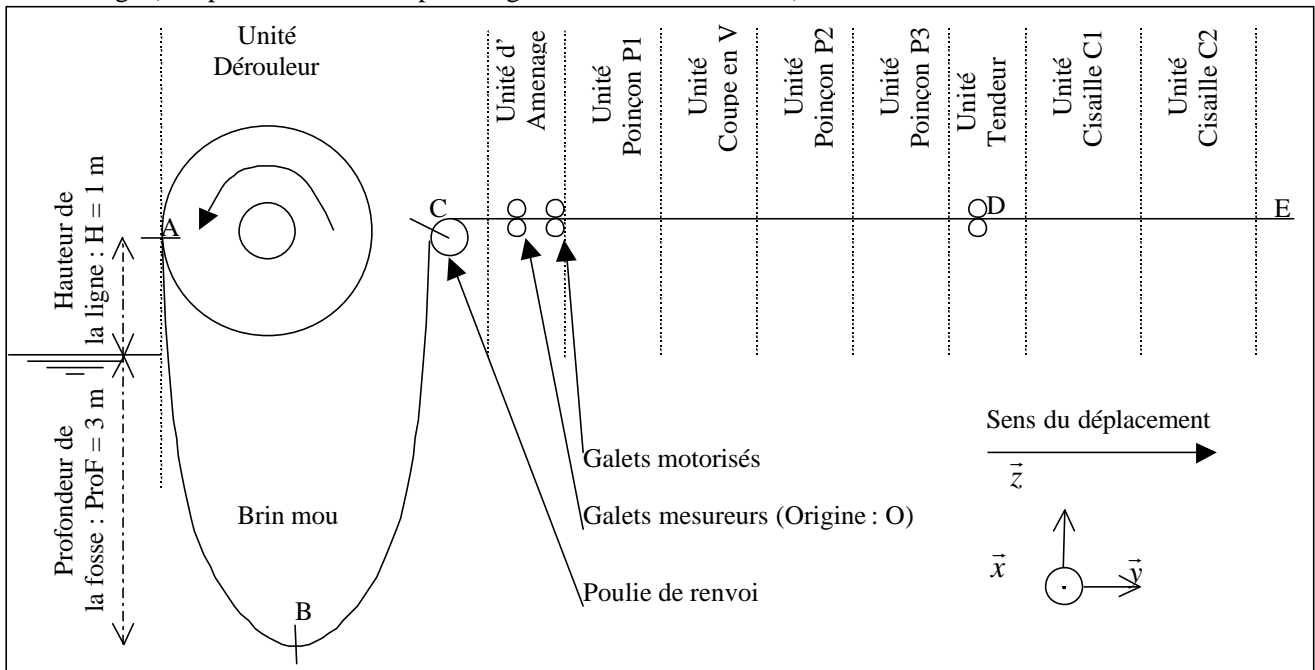 Unité
Dérouleur
Unité d'
Amenage
Unité
Poinçon P1
Unité
Coupe en V
Unité
Poinçon P2
Unité
Poinçon P3
Unité
Tendeur
Unité
Cisaille C1
Unité
Cisaille C2
A
C
D
E
Hauteur de
la ligne : H = 1 m
Profondeur de
la fosse : ProF = 3 m
Brin mou
B
Galets motorisés
Galets mesureurs (Origine : O)
Poulie de renvoi
Sens du déplacement
z⃗
x⃗
y⃗